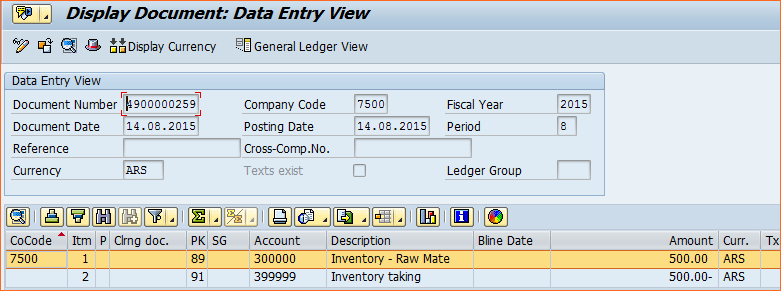 Display Document: Data Entry View
Display Currency General Ledger View
Data Entry View
Document Number 4900000259 Company Code 7500 Fiscal Year 2015
Document Date 14.08.2015 Posting Date 14.08.2015 Period 8
Reference Cross-Comp.No.
Currency ARS Texts exist Ledger Group
CoCode Itm P Clrng doc. PK SG Account Description Bline Date Amount Curr. Tx
7500 1 89 300000 Inventory - Raw Mate 500.00 ARS
2 91 399999 Inventory taking 500.00- ARS